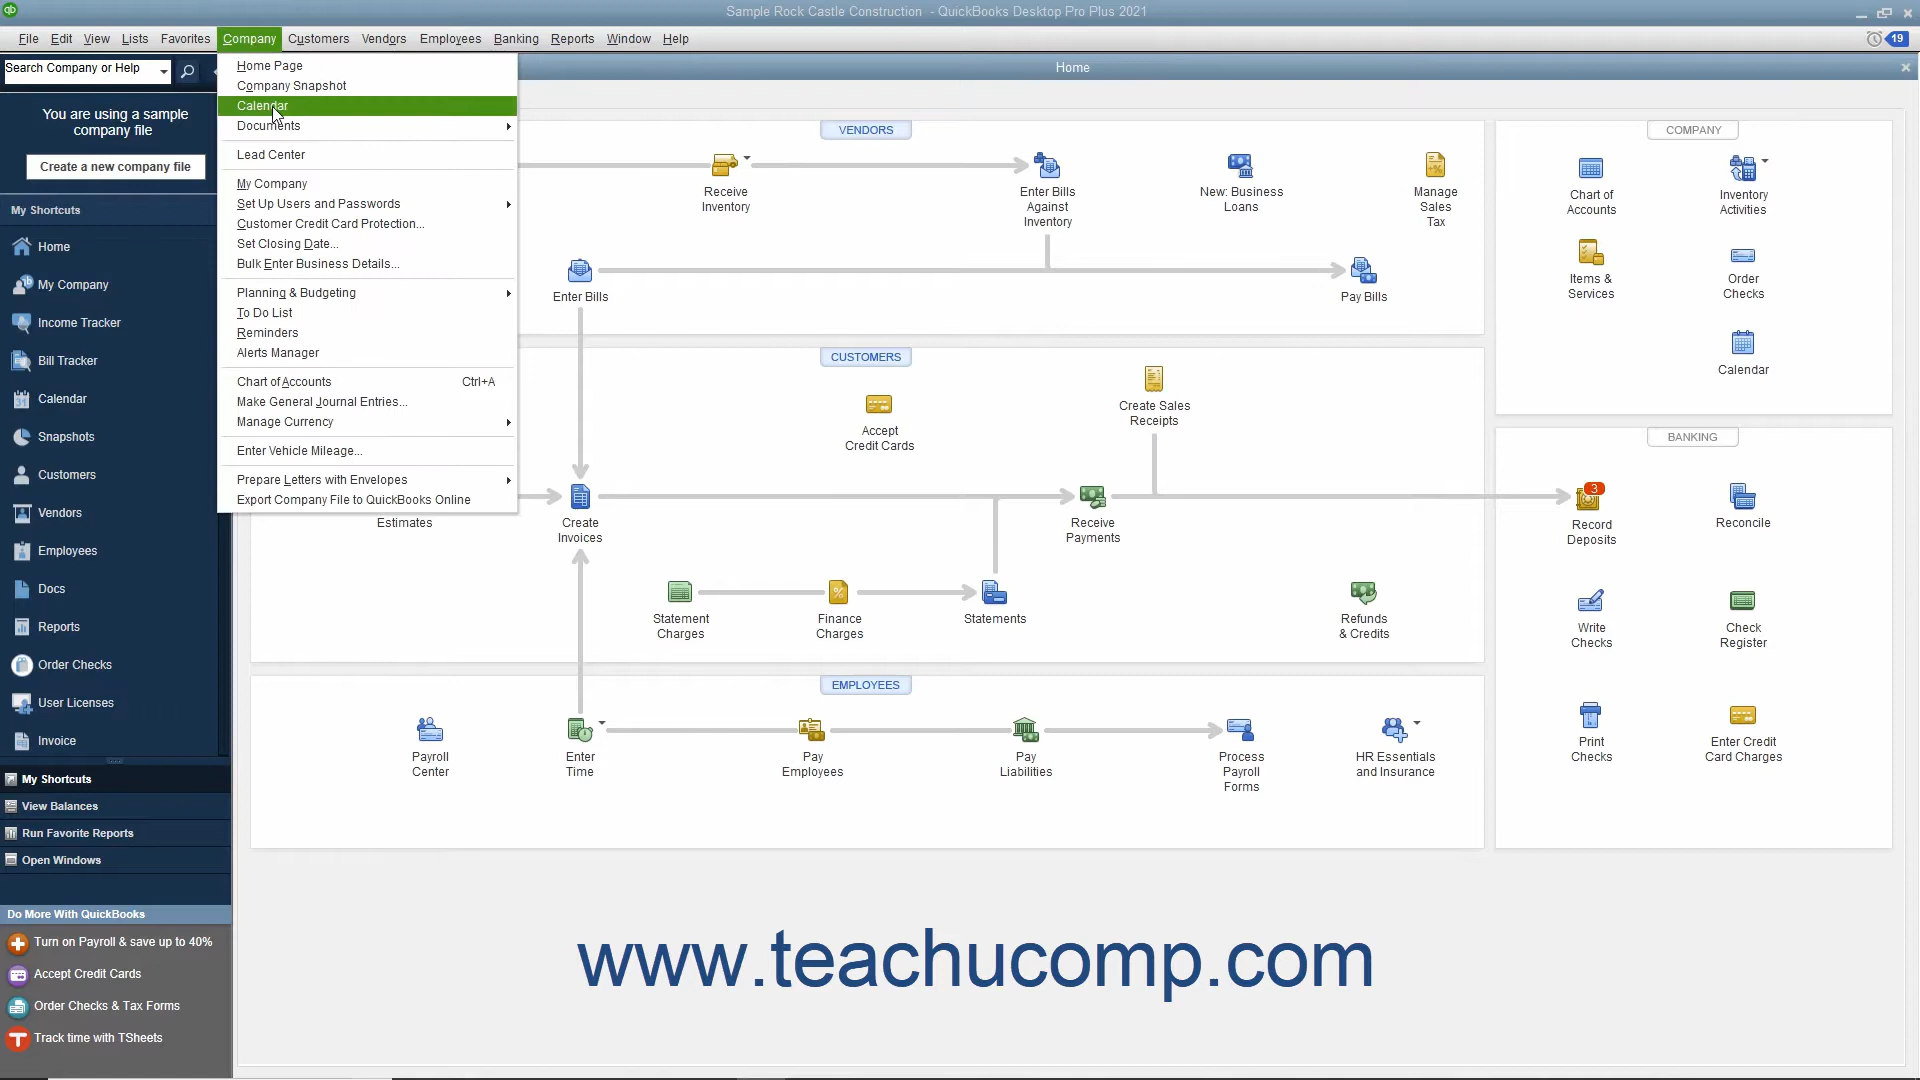 qb
Sample Rock Castle Construction - QuickBooks Desktop Pro Plus 2021
File Edit View Lists Favorites Company Customers Vendors Employees Banking Reports Window Help
19
Search Company or Help
Home
You are using a sample
company file
Create a new company file
My Shortcuts
Home
My Company
Income Tracker
Bill Tracker
Calendar
Snapshots
Customers
Vendors
Employees
Docs
Reports
Order Checks
User Licenses
Invoice
My Shortcuts
View Balances
Run Favorite Reports
Open Windows
Do More With QuickBooks
Turn on Payroll & save up to 40%
Accept Credit Cards
Order Checks & Tax Forms
Track time with TSheets
Home Page
Company Snapshot
Calendar
Documents
Lead Center
My Company
Set Up Users and Passwords
Customer Credit Card Protection...
Set Closing Date...
Bulk Enter Business Details...
Planning & Budgeting
To Do List
Reminders
Alerts Manager
Chart of Accounts Ctrl+A
Make General Journal Entries...
Manage Currency
Enter Vehicle Mileage...
Prepare Letters with Envelopes
Export Company File to QuickBooks Online
VENDORS
Receive
Inventory
Enter Bills
Against
Inventory
New: Business
Loans
Manage
Sales
Tax
Enter Bills
Pay Bills
CUSTOMERS
Accept
Credit Cards
Create Sales
Receipts
Estimates
Create
Invoices
Receive
Payments
Statement
Charges
Finance
Charges
Statements
Refunds
& Credits
EMPLOYEES
Payroll
Center
Enter
Time
Pay
Employees
Pay
Liabilities
Process
Payroll
Forms
HR Essentials
and Insurance
COMPANY
Chart of
Accounts
Inventory
Activities
Items &
Services
Order
Checks
Calendar
BANKING
3
Record
Deposits
Reconcile
Write
Checks
Check
Register
Print
Checks
Enter Credit
Card Charges
www.teachucomp.com